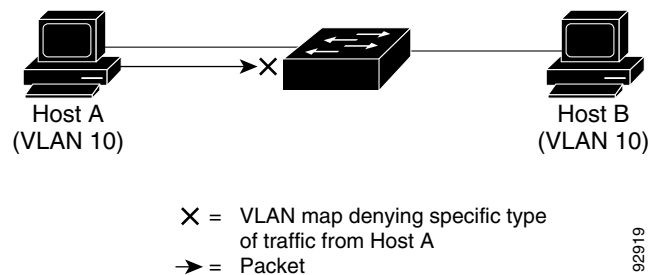 Host A
(VLAN 10)
Host B
(VLAN 10)
= VLAN map denying specific type
of traffic from Host A
= Packet
92919